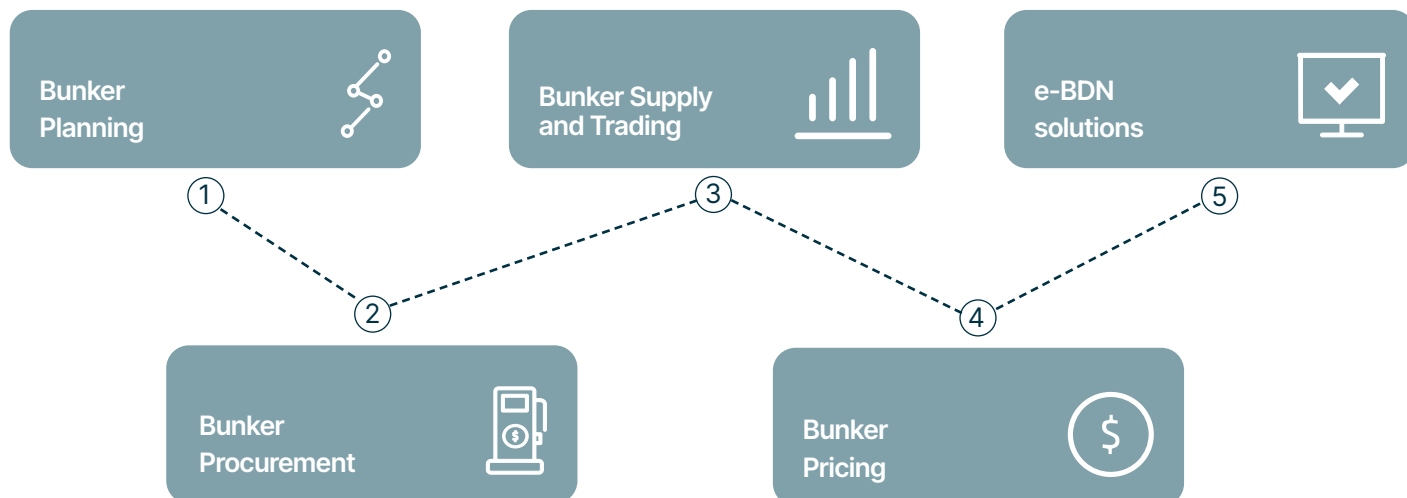 Bunker
Planning
1
2
Bunker
Procurement
$
Bunker Supply
and Trading
3
4
Bunker
Pricing
$
e-BDN
solutions
5